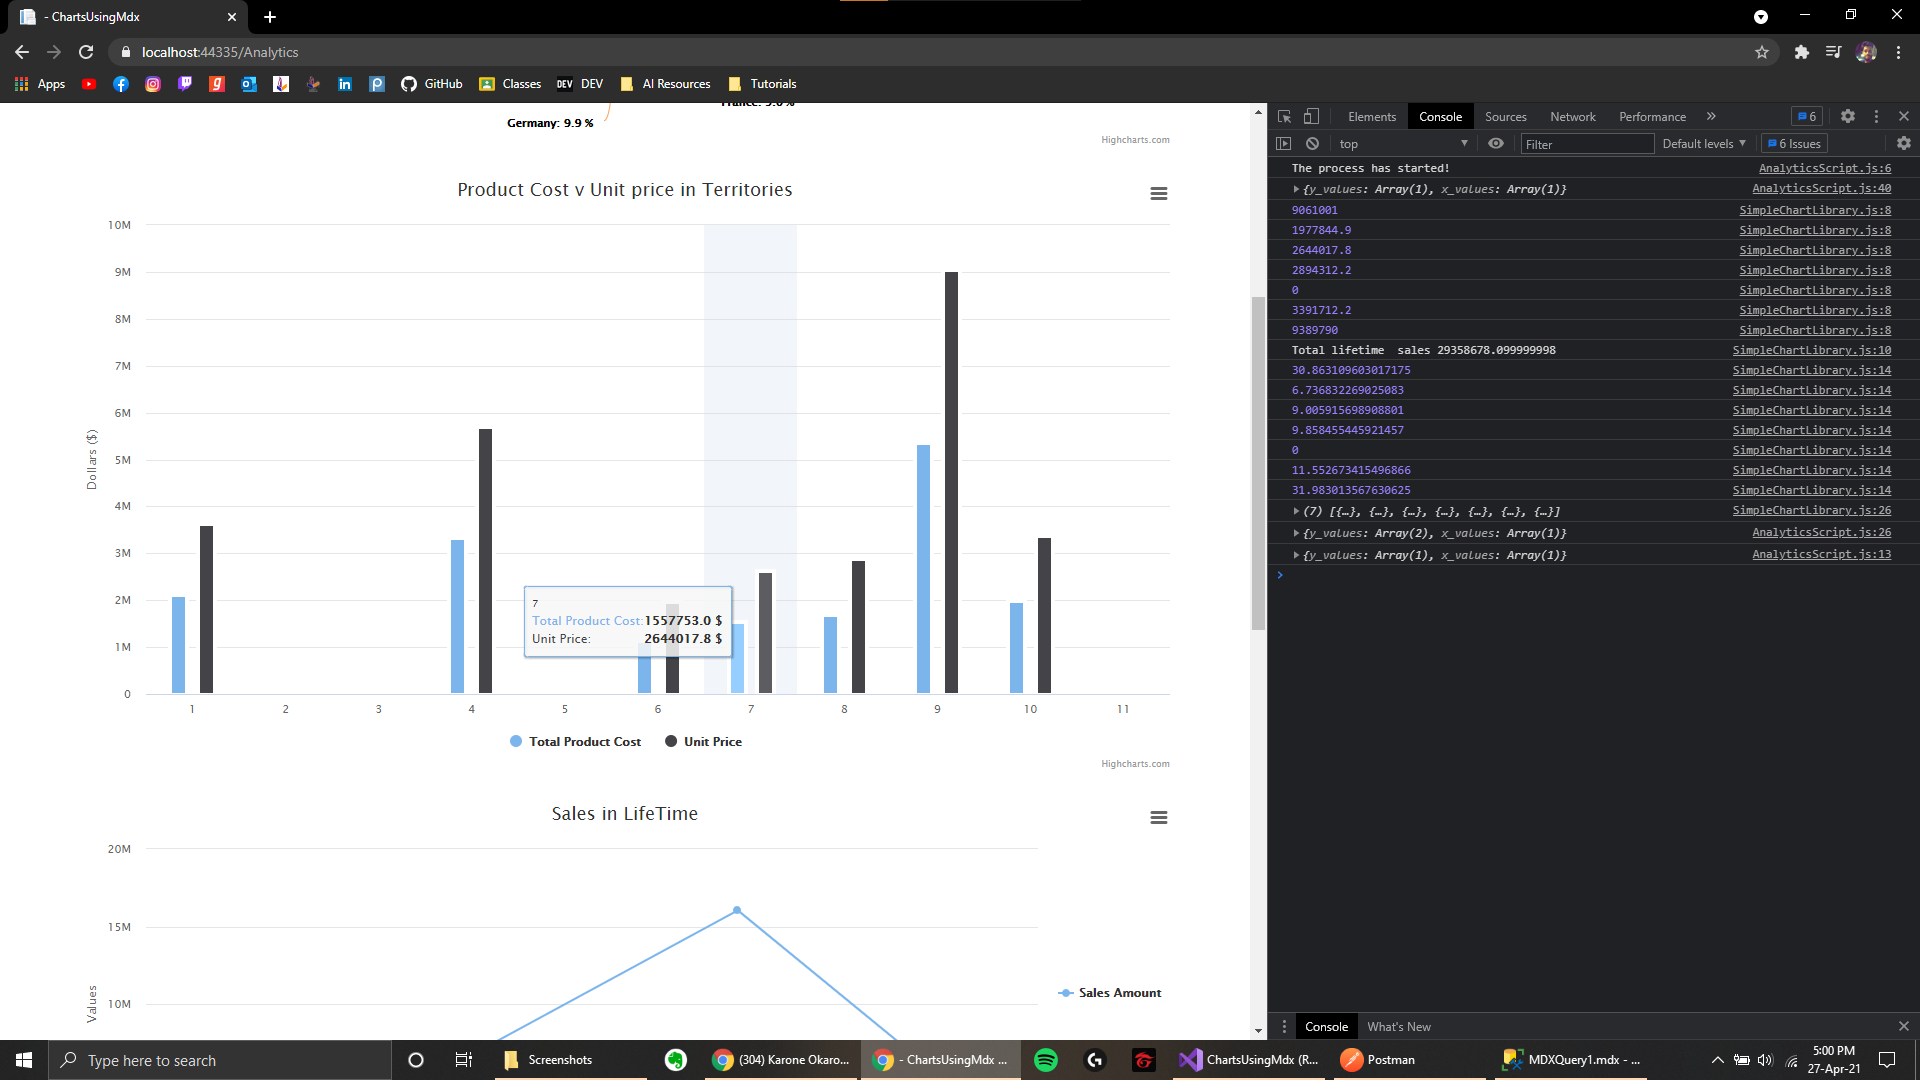 - ChartsUsingMdx
localhost:44335/Analytics
Apps
GitHub
Classes
DEV DEV
AI Resources
Tutorials
France: 9.0 %
Germany: 9.9 %
Highcharts.com
Product Cost v Unit price in Territories
10M
9M
8M
7M
6M
5M
4M
3M
2M
1M
0
Dollars ($)
7
Total Product Cost: 1557753.0 $
Unit Price: 2644017.8 $
1 2 3 4 5 6 7 8 9 10 11
Total Product Cost Unit Price
Highcharts.com
Sales in LifeTime
20M
15M
10M
Values
Sales Amount
Elements Console Sources Network Performance » 6
top Filter Default levels 6 Issues
The process has started! AnalyticsScript.js:6
{y_values: Array(1), x_values: Array(1)} AnalyticsScript.js:40
9061001 SimpleChartLibrary.js:8
1977844.9 SimpleChartLibrary.js:8
2644017.8 SimpleChartLibrary.js:8
2894312.2 SimpleChartLibrary.js:8
0 SimpleChartLibrary.js:8
3391712.2 SimpleChartLibrary.js:8
9389790 SimpleChartLibrary.js:8
Total lifetime  sales 29358678.099999998 SimpleChartLibrary.js:10
30.863109603017175 SimpleChartLibrary.js:14
6.736832269025083 SimpleChartLibrary.js:14
9.005915698908801 SimpleChartLibrary.js:14
9.858455445921457 SimpleChartLibrary.js:14
0 SimpleChartLibrary.js:14
11.552673415496866 SimpleChartLibrary.js:14
31.983013567630625 SimpleChartLibrary.js:14
(7) [{…}, {…}, {…}, {…}, {…}, {…}, {…}] SimpleChartLibrary.js:26
{y_values: Array(2), x_values: Array(1)} AnalyticsScript.js:26
{y_values: Array(1), x_values: Array(1)} AnalyticsScript.js:13
Console What's New
Type here to search
Screenshots
(304) Karone Okaro...
- ChartsUsingMdx ...
ChartsUsingMdx (R...
Postman
MDXQuery1.mdx - ...
5:00 PM
27-Apr-21